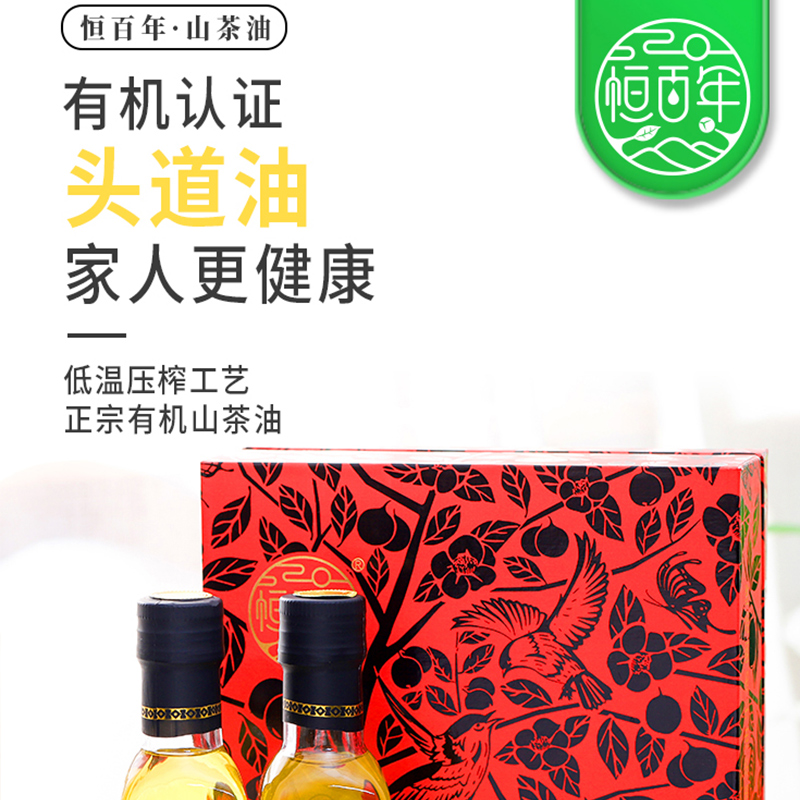 恒百年·山茶油
恒百年
有机认证
头道油
家人更健康
低温压榨工艺
正宗有机山茶油
®
恒